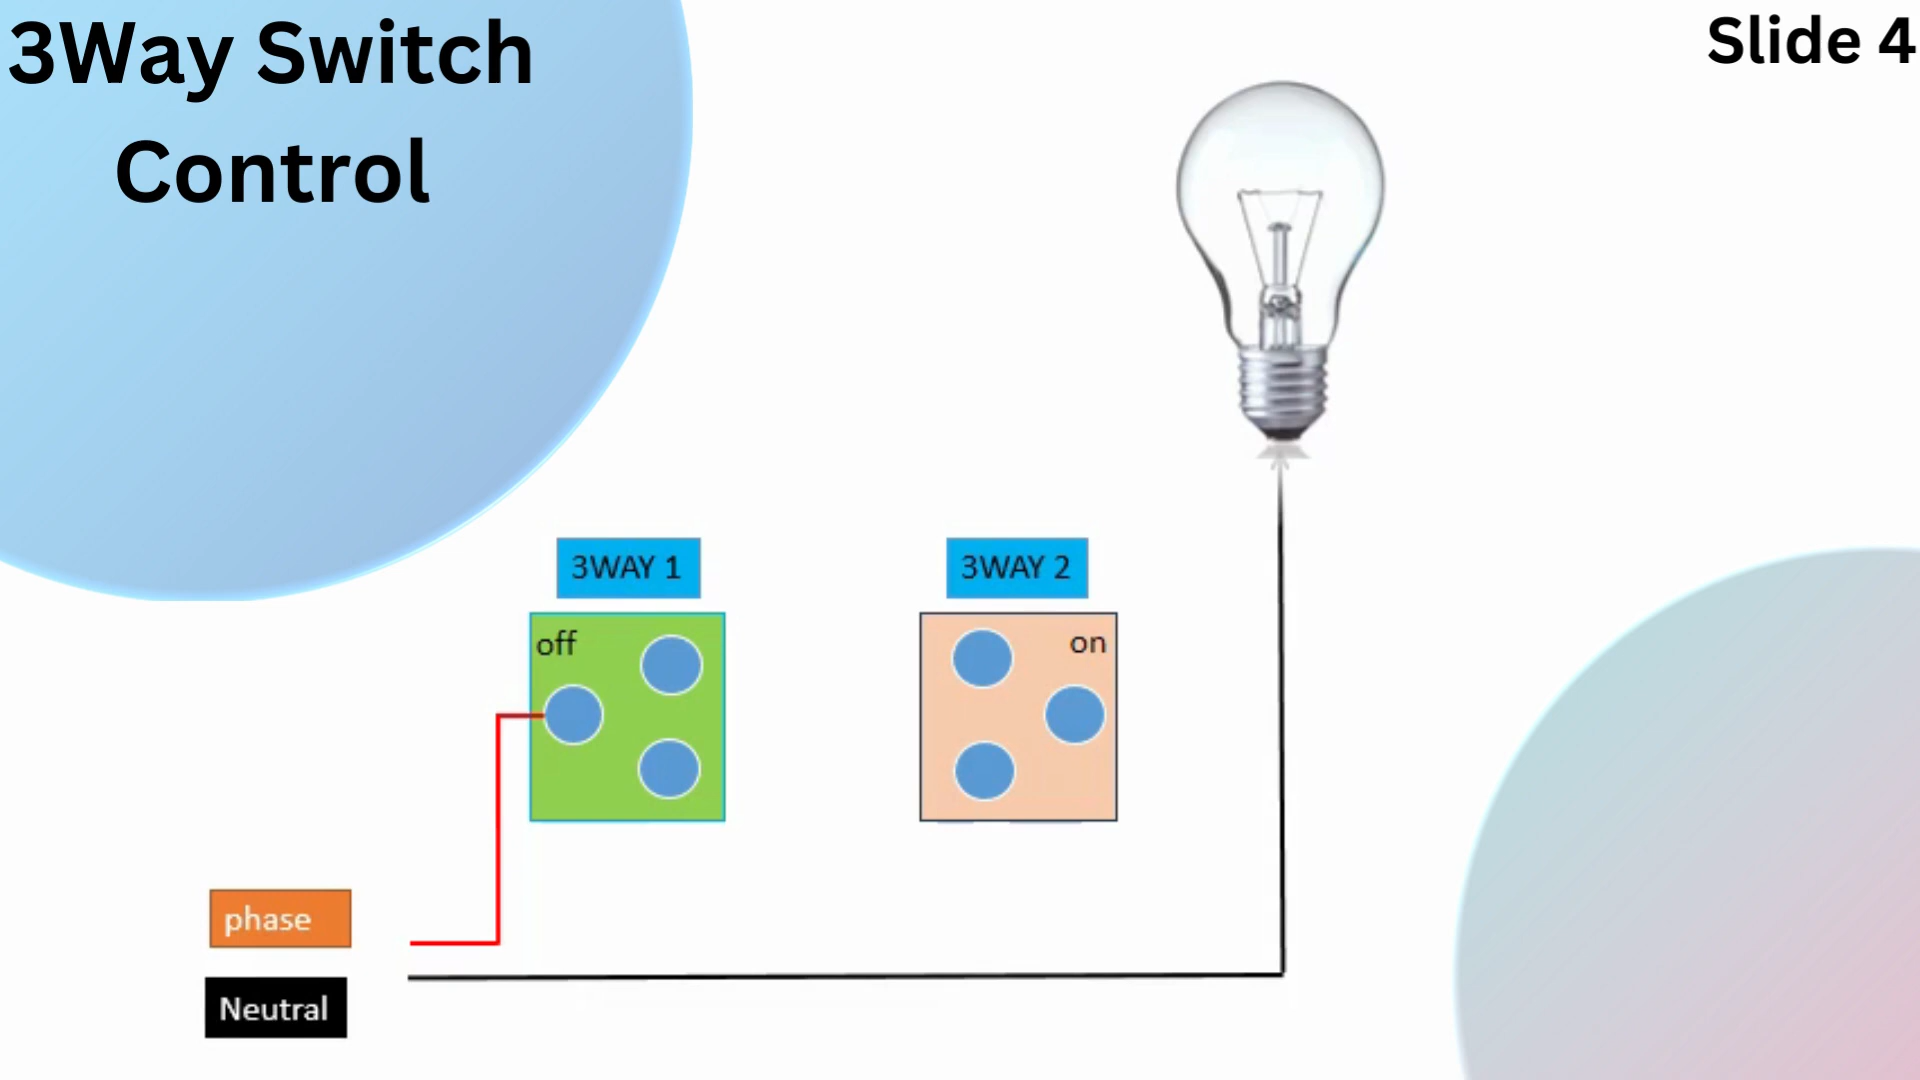 3Way Switch
Control
Slide 4
3WAY 1
3WAY 2
off
on
phase
Neutral